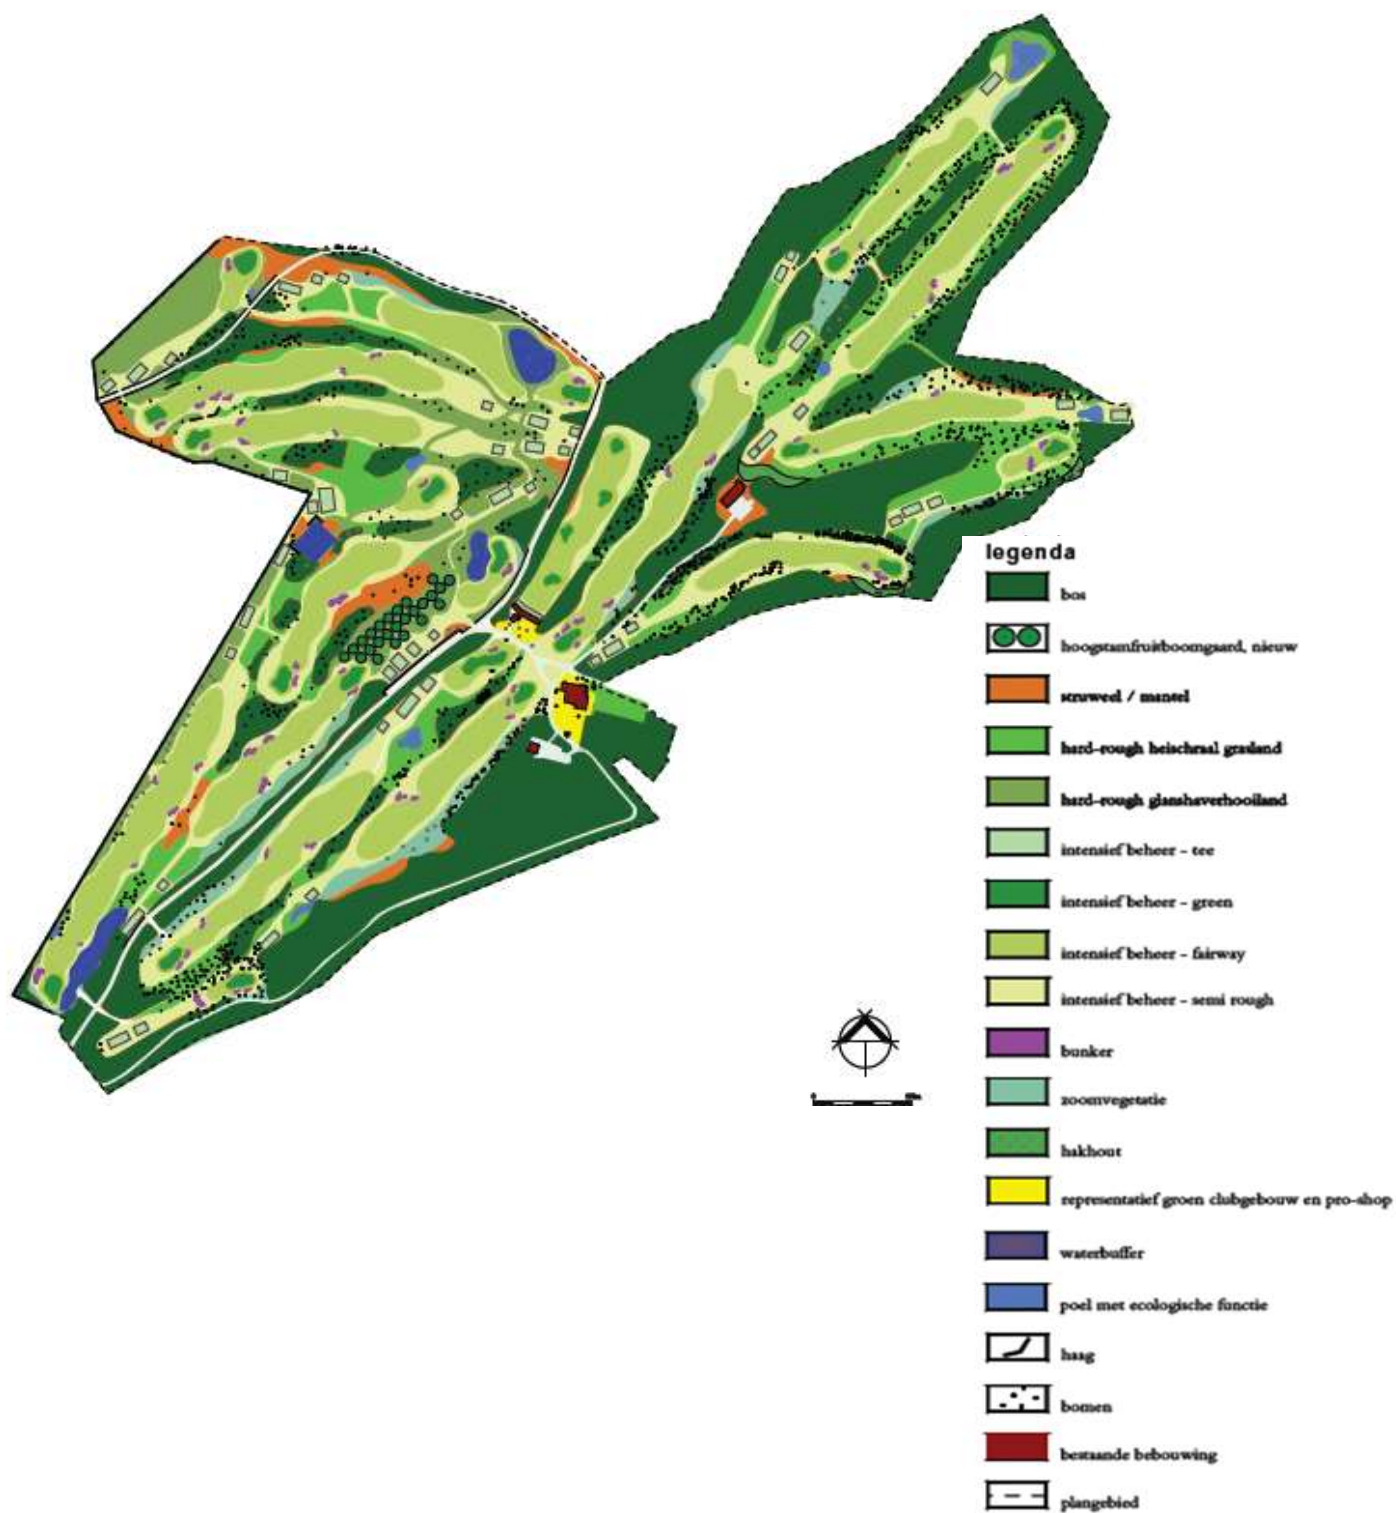 legenda
bos
hoogstamfruitboomgaard, nieuw
struweel / mantel
hard-rough heischraal grasland
hard-rough glanshaverhooiland
intensief beheer - tee
intensief beheer - green
intensief beheer - fairway
intensief beheer - semi rough
bunker
zoomvegetatie
hakhout
representatief groen clubgebouw en pro-shop
waterbuffer
poel met ecologische functie
haag
bomen
bestaande bebouwing
plangebied
0